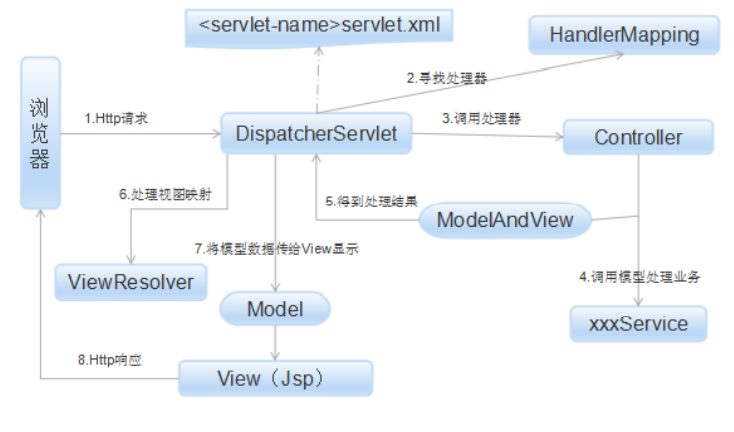 <servlet-name>servlet.xml
HandlerMapping
2.寻找处理器
浏览器
1.Http请求
DispatcherServlet
3.调用处理器
Controller
6.处理视图映射
5.得到处理结果
ModelAndView
7.将模型数据传给View显示
ViewResolver
4.调用模型处理业务
Model
xxxService
8.Http响应
View（Jsp）